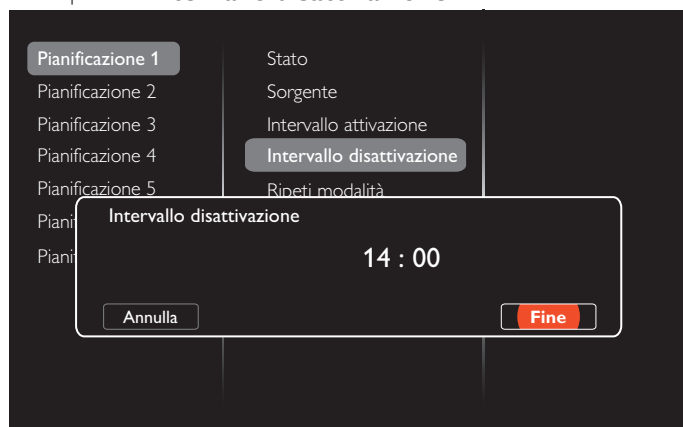 Pianificazione 1
Pianificazione 2
Pianificazione 3
Pianificazione 4
Pianificazione 5
Stato
Sorgente
Intervallo attivazione
Intervallo disattivazione
Ripeti modalità
Intervallo disattivazione
14 : 00
Annulla
Fine